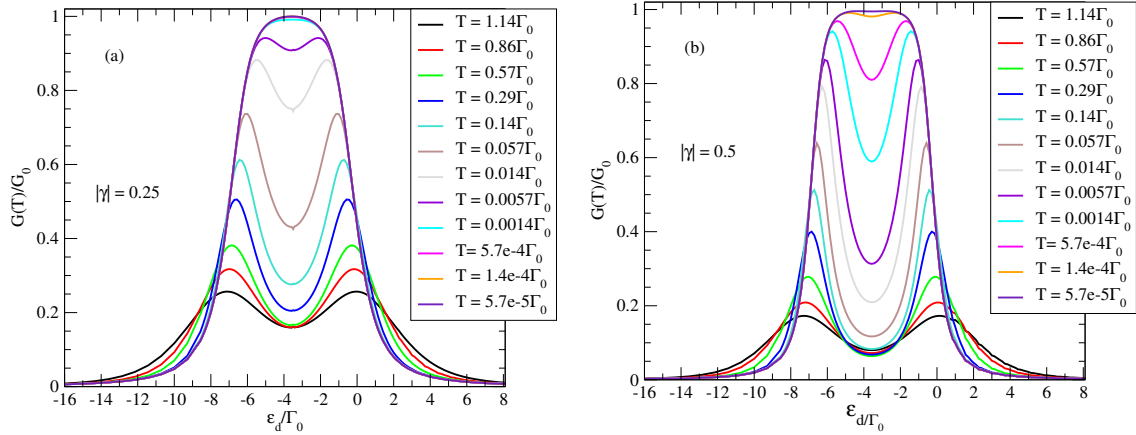 (a)
G(T)/G₀
1
0.8
0.6
0.4
0.2
0
|γ| = 0.25
-16 -14 -12 -10 -8 -6 -4 -2 0 2 4 6 8
ε_d/Γ₀
T = 1.14Γ₀
T = 0.86Γ₀
T = 0.57Γ₀
T = 0.29Γ₀
T = 0.14Γ₀
T = 0.057Γ₀
T = 0.014Γ₀
T = 0.0057Γ₀
T = 0.0014Γ₀
T= 5.7e-4Γ₀
T = 1.4e-4Γ₀
T = 5.7e-5Γ₀
(b)
G(T)/G₀
1
0.8
0.6
0.4
0.2
0
|γ| = 0.5
-16 -14 -12 -10 -8 -6 -4 -2 0 2 4 6 8
ε_d/Γ₀
T = 1.14Γ₀
T = 0.86Γ₀
T = 0.57Γ₀
T = 0.29Γ₀
T = 0.14Γ₀
T = 0.057Γ₀
T = 0.014Γ₀
T = 0.0057Γ₀
T = 0.0014Γ₀
T = 5.7e-4Γ₀
T = 1.4e-4Γ₀
T = 5.7e-5Γ₀